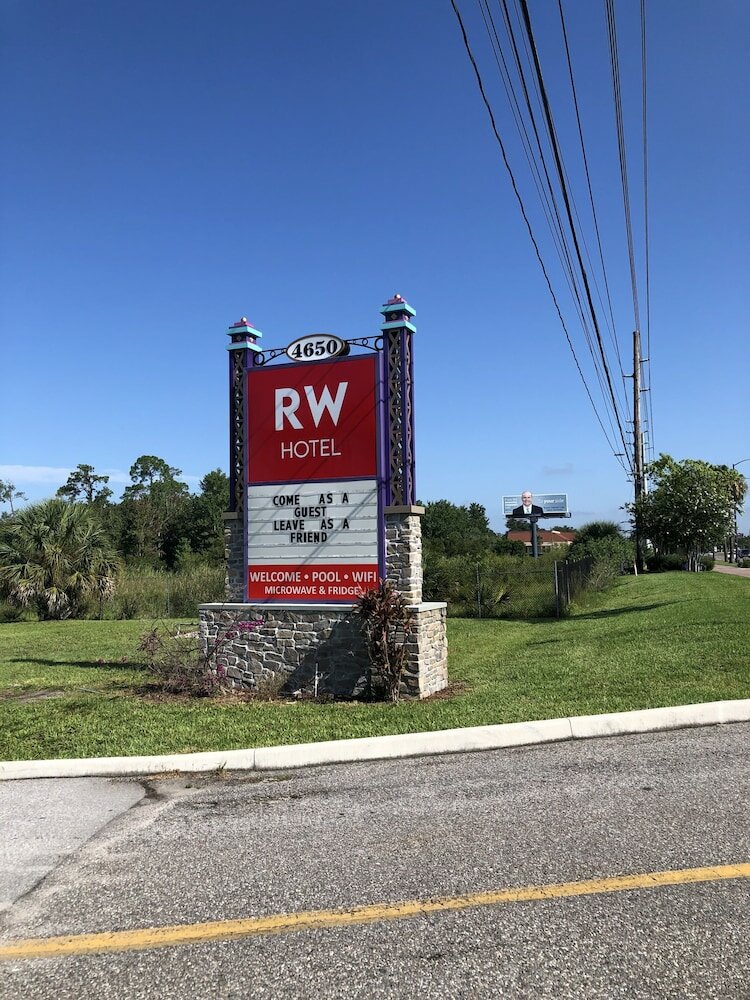 4650
RW
HOTEL
COME AS A
GUEST
LEAVE AS A
FRIEND
WELCOME • POOL • WIFI
MICROWAVE & FRIDGE